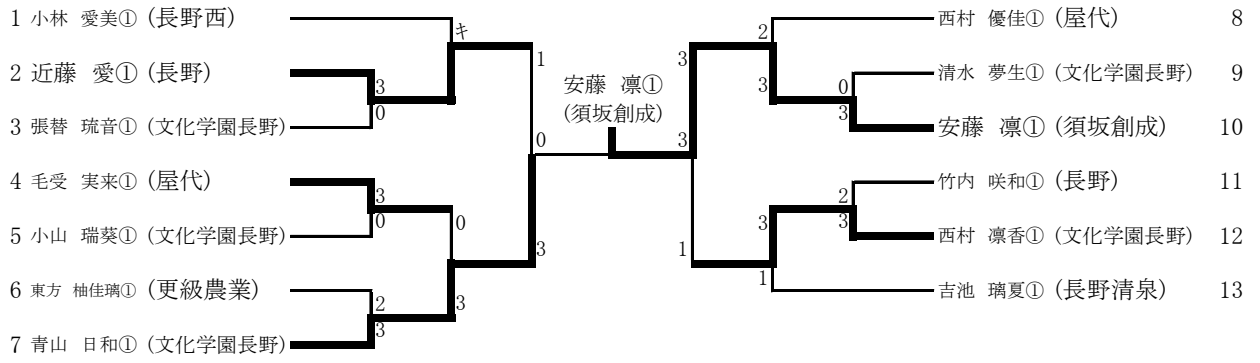 1 小林 愛美① (長野西)
2 近藤 愛① (長野)
3 張替 琉音① (文化学園長野)
4 毛受 実来① (屋代)
5 小山 瑞葵① (文化学園長野)
6 東方 柚佳璃① (更級農業)
7 青山 日和① (文化学園長野)
キ
3
0
1
3
0
0
2
3
3
0
3
安藤 凛①
(須坂創成)
3
3
1
2
3
0
3
3
1
2
3
西村 優佳① (屋代) 8
清水 夢生① (文化学園長野) 9
安藤 凛① (須坂創成) 10
竹内 咲和① (長野) 11
西村 凛香① (文化学園長野) 12
吉池 璃夏① (長野清泉) 13